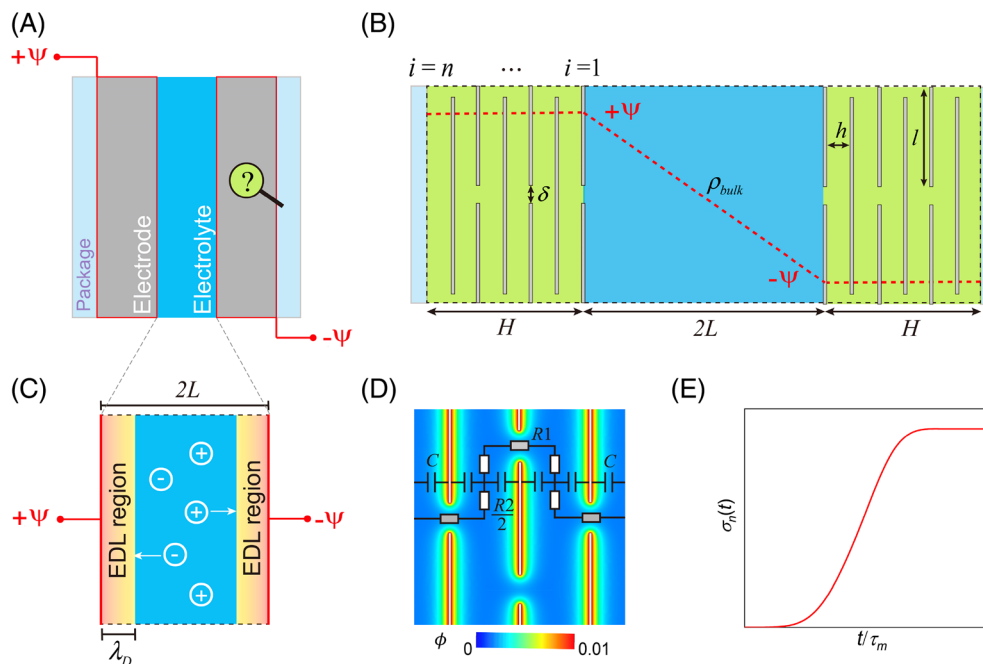 (A)
+Ψ
Package
Electrode
Electrolyte
?
-Ψ
(B)
i = n ... i = 1
+Ψ
ρbulk
-Ψ
δ
h
l
H
2L
H
(C)
2L
+Ψ
EDL region
EDL region
-Ψ
λD
(D)
R1
C
C
R2
2
ϕ 0 0.01
(E)
σn(t)
t/τm